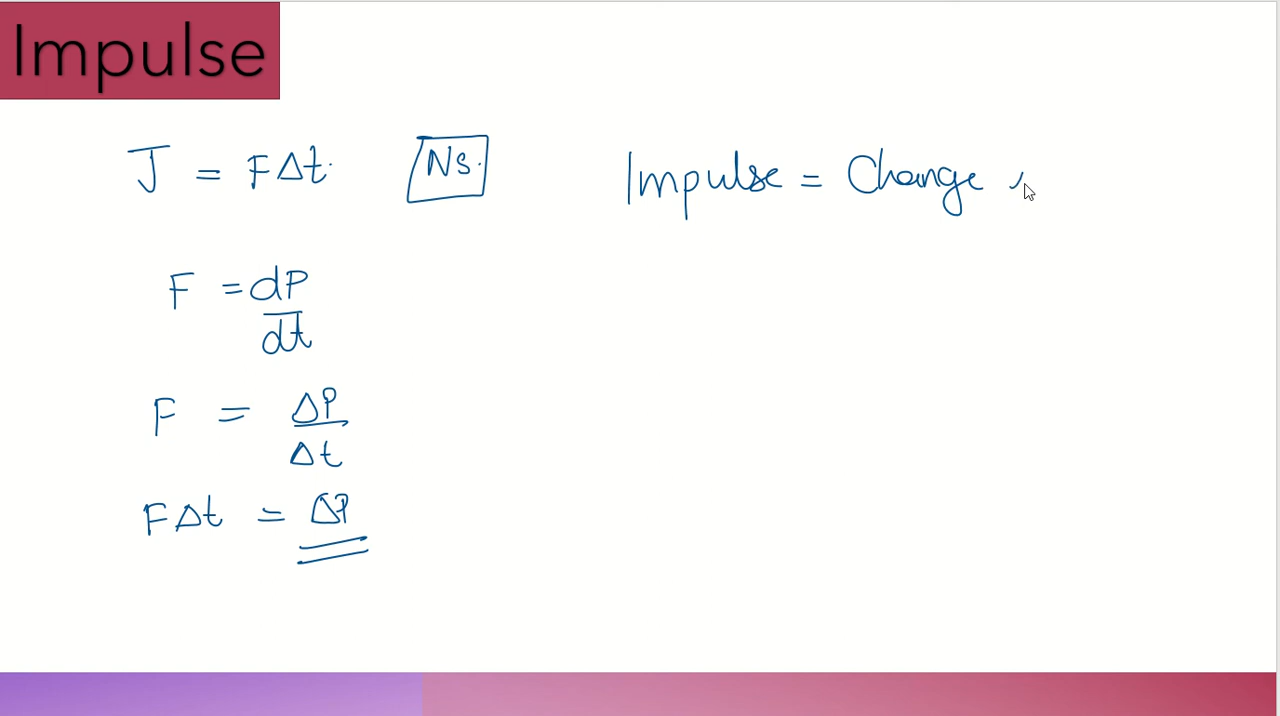 Impulse
J = FΔt. Ns.
Impulse = Change
F = dP
dt
F = ΔP
Δt
FΔt = ΔP